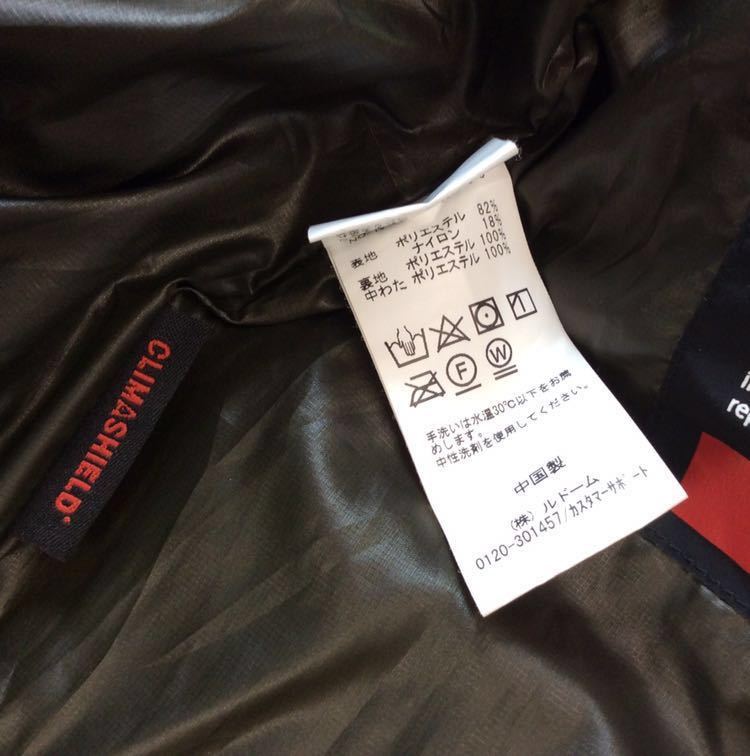 表地 ポリエステル 82%
ナイロン 18%
裏地 ポリエステル 100%
中わた ポリエステル 100%
F W
手洗いは水温30℃以下をお薦
めします。
中性洗剤を使用してください。
中国製
(株) ルドーム
0120-301457/カスタマーサポート
CLIMASHIELD